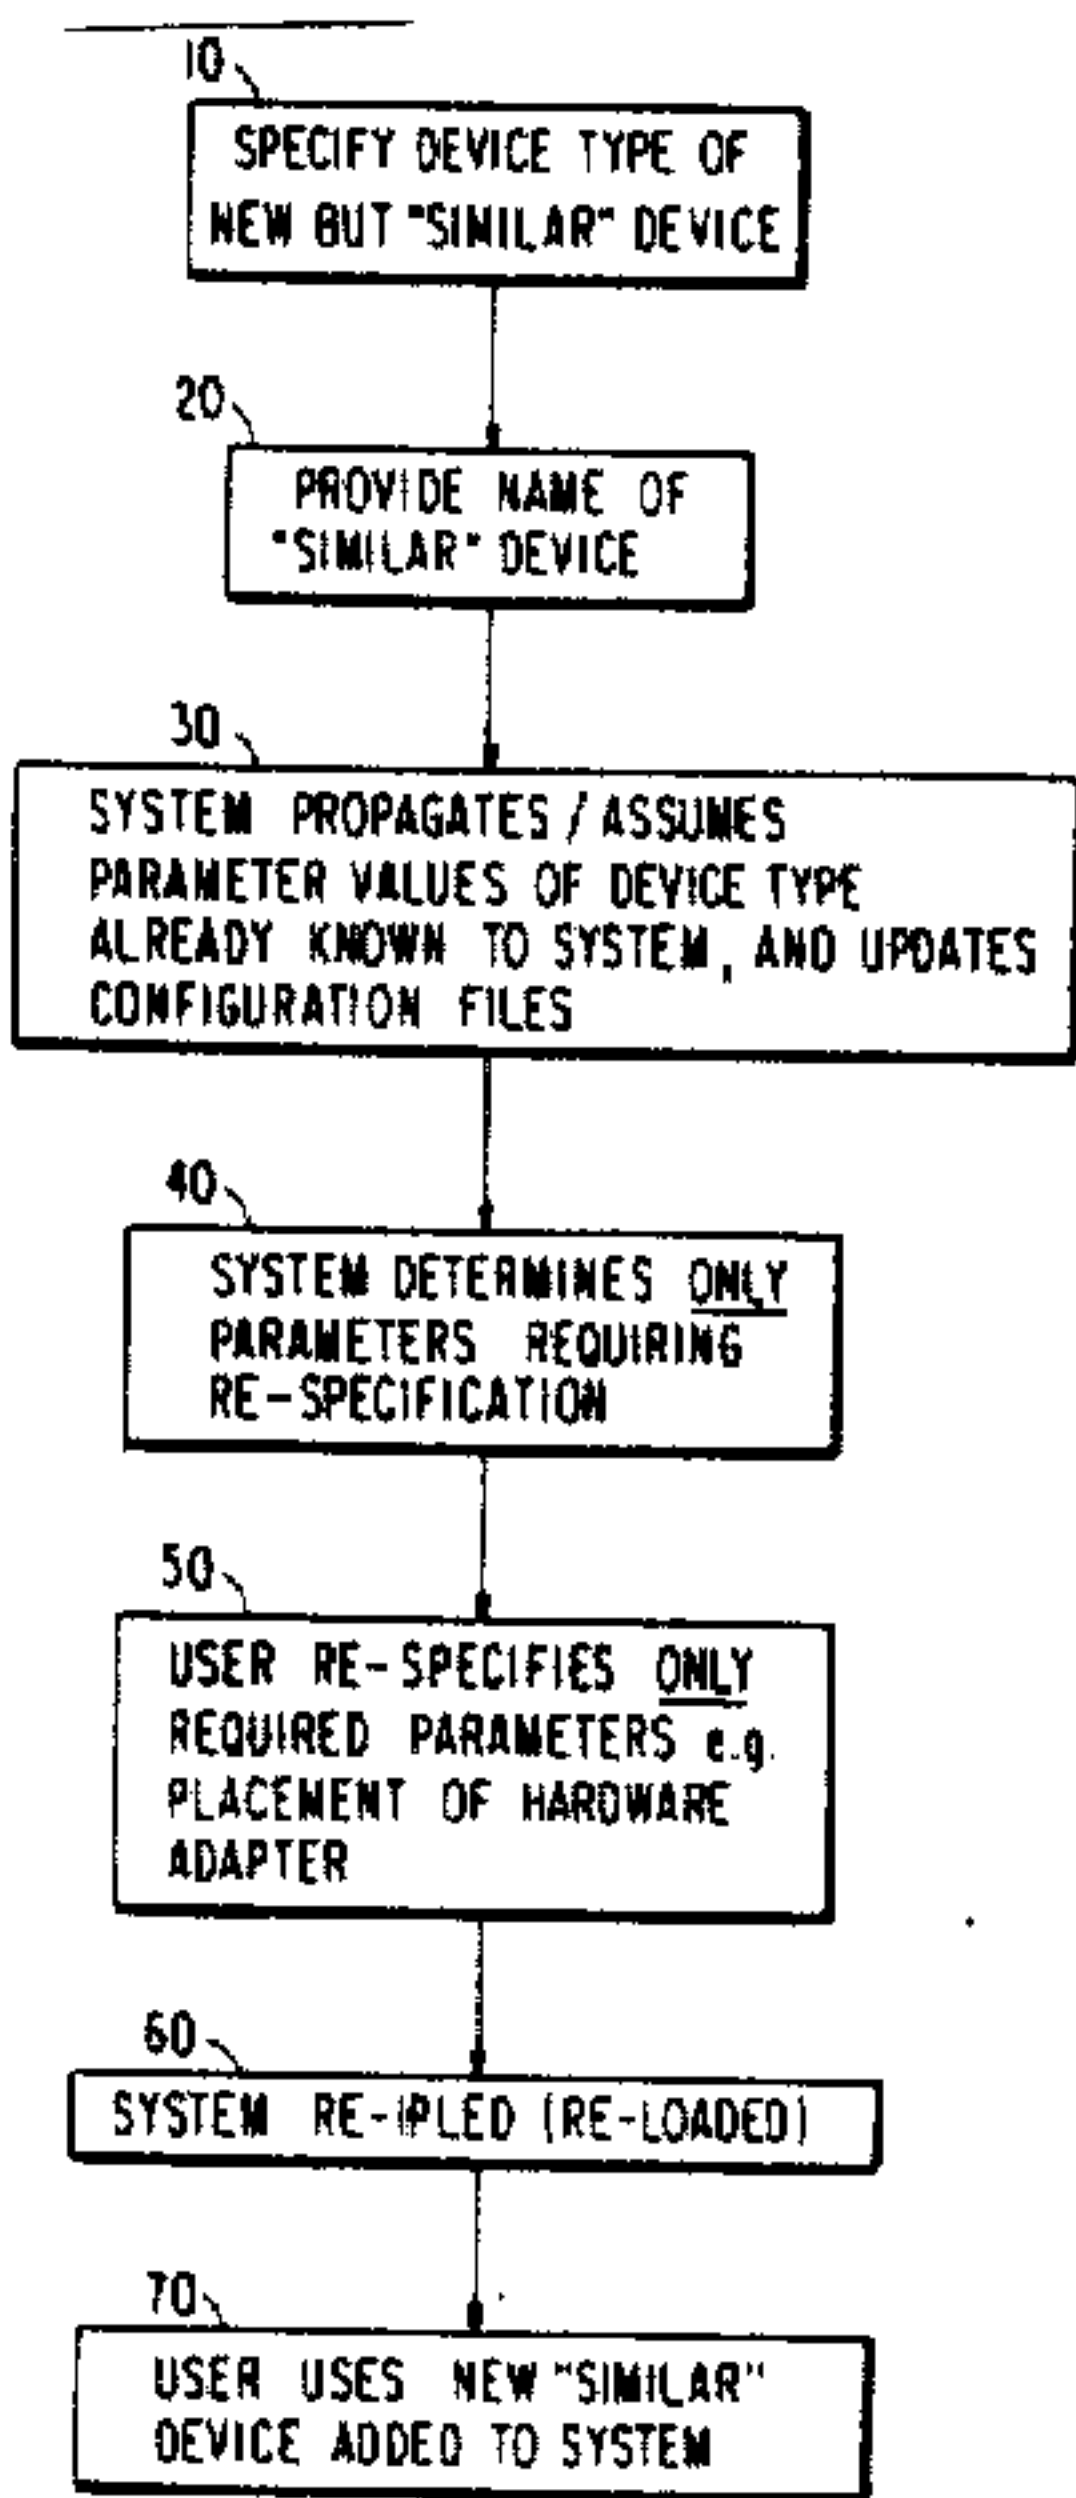 10
SPECIFY DEVICE TYPE OF
NEW BUT "SIMILAR" DEVICE
20
PROVIDE NAME OF
"SIMILAR" DEVICE
30
SYSTEM PROPAGATES / ASSUMES
PARAMETER VALUES OF DEVICE TYPE
ALREADY KNOWN TO SYSTEM, AND UPDATES
CONFIGURATION FILES
40
SYSTEM DETERMINES ONLY
PARAMETERS REQUIRING
RE-SPECIFICATION
50
USER RE-SPECIFIES ONLY
REQUIRED PARAMETERS e.g.
PLACEMENT OF HARDWARE
ADAPTER
60
SYSTEM RE-IPLED (RE-LOADED)
70
USER USES NEW "SIMILAR"
DEVICE ADDED TO SYSTEM